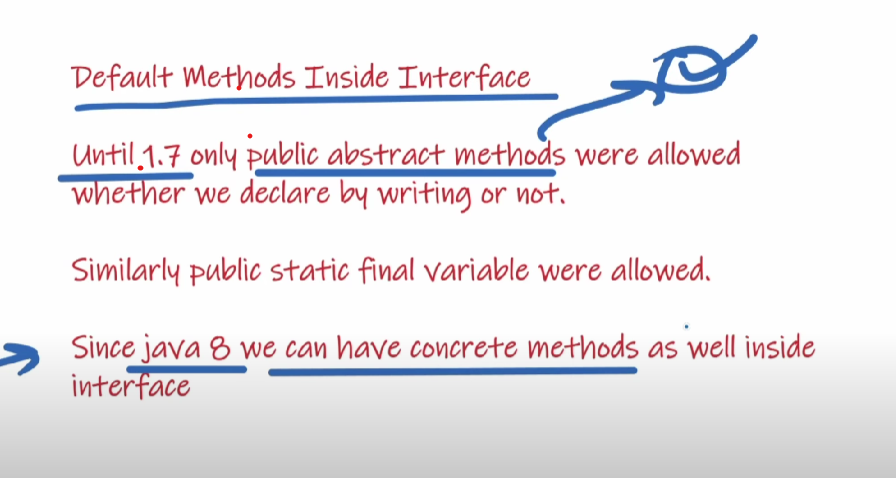 Default Methods Inside Interface
Until 1.7 only public abstract methods were allowed
whether we declare by writing or not.
Similarly public static final variable were allowed.
Since java 8 we can have concrete methods as well inside
interface